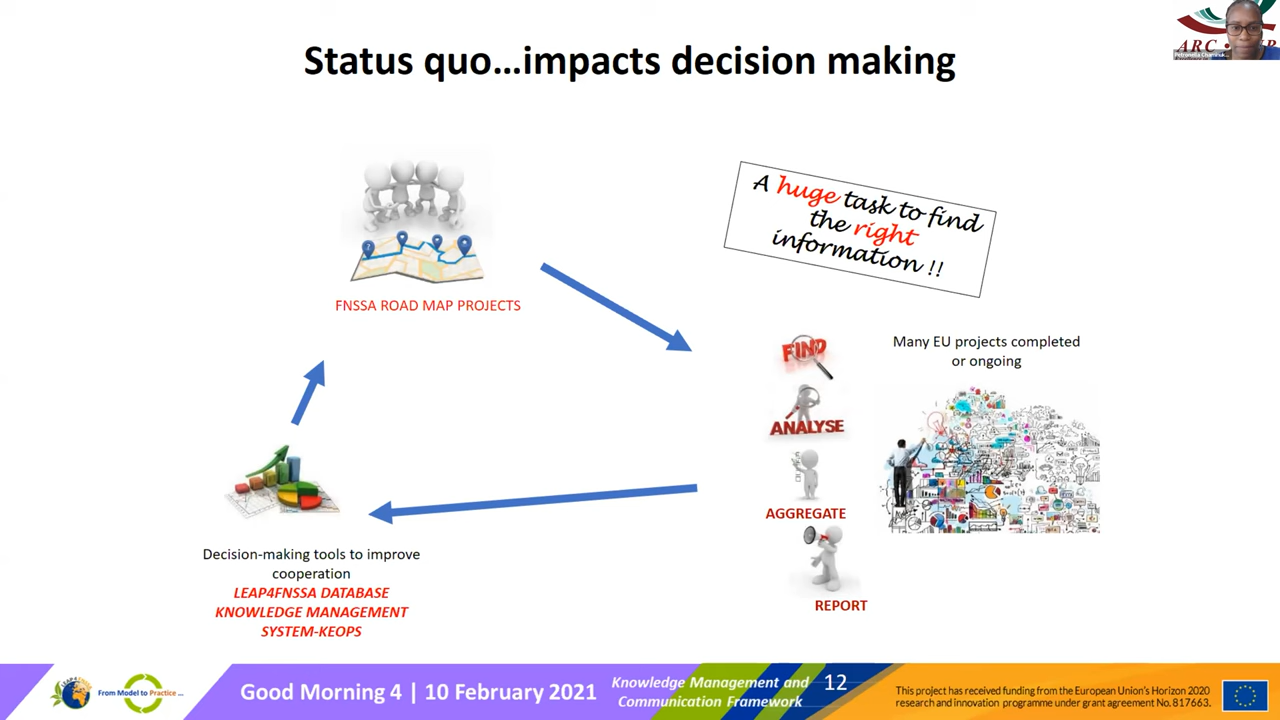 Status quo...impacts decision making
ARC
Petronella Chaminuk...
A huge task to find
the right
information !!
FNSSA ROAD MAP PROJECTS
FIND
Many EU projects completed
or ongoing
ANALYSE
AGGREGATE
REPORT
Decision-making tools to improve
cooperation
LEAP4FNSSA DATABASE
KNOWLEDGE MANAGEMENT
SYSTEM-KEOPS
From Model to Practice ...
Good Morning 4 | 10 February 2021
Knowledge Management and
Communication Framework
12
This project has received funding from the European Union's Horizon 2020
research and innovation programme under grant agreement No. 817663.